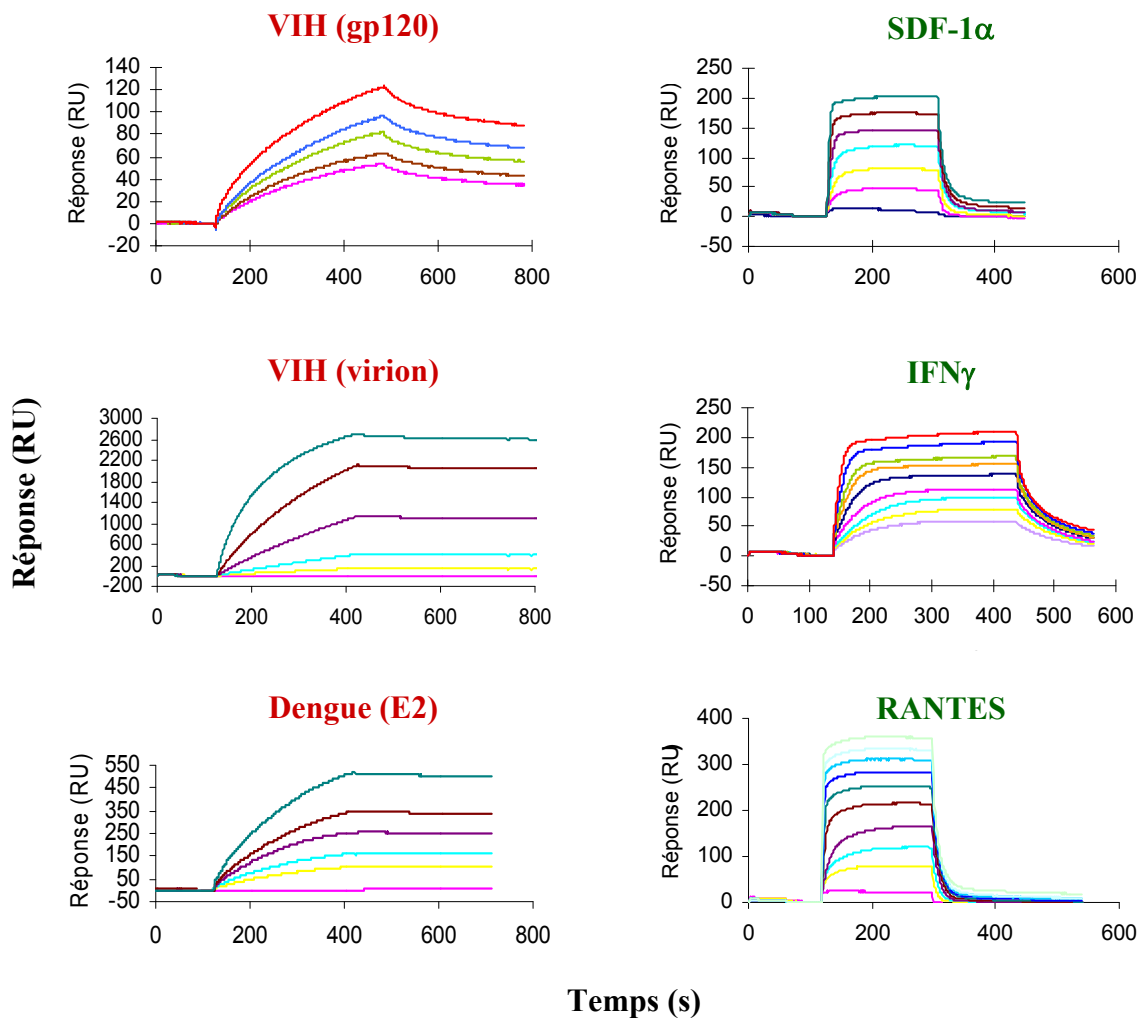 VIH (gp120)
Réponse (RU)
140
120
100
80
60
40
20
0
-20
0 200 400 600 800
SDF-1α
Réponse (RU)
250
200
150
100
50
0
-50
0 200 400 600
VIH (virion)
Réponse (RU)
3000
2600
2200
1800
1400
1000
600
200
-200
0 200 400 600 800
IFNγ
Réponse (RU)
250
200
150
100
50
0
-50
0 100 200 300 400 500 600
Dengue (E2)
Réponse (RU)
550
450
350
250
150
50
-50
0 200 400 600 800
RANTES
Réponse (RU)
400
300
200
100
0
0 200 400 600
Temps (s)